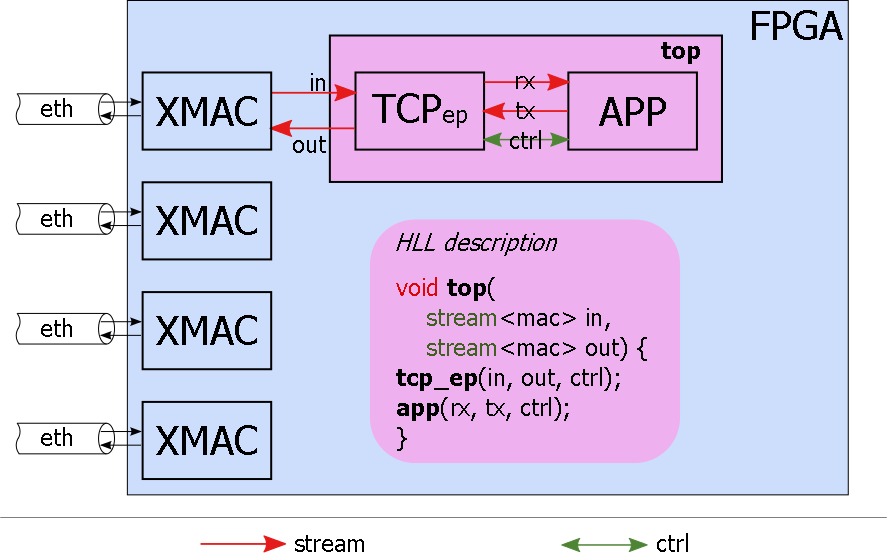 FPGA
top
eth
XMAC
in
out
TCPep
rx
tx
ctrl
APP
eth
XMAC
eth
XMAC
eth
XMAC
HLL description
void top(
stream<mac> in,
stream<mac> out) {
tcp_ep(in, out, ctrl);
app(rx, tx, ctrl);
}
stream
ctrl